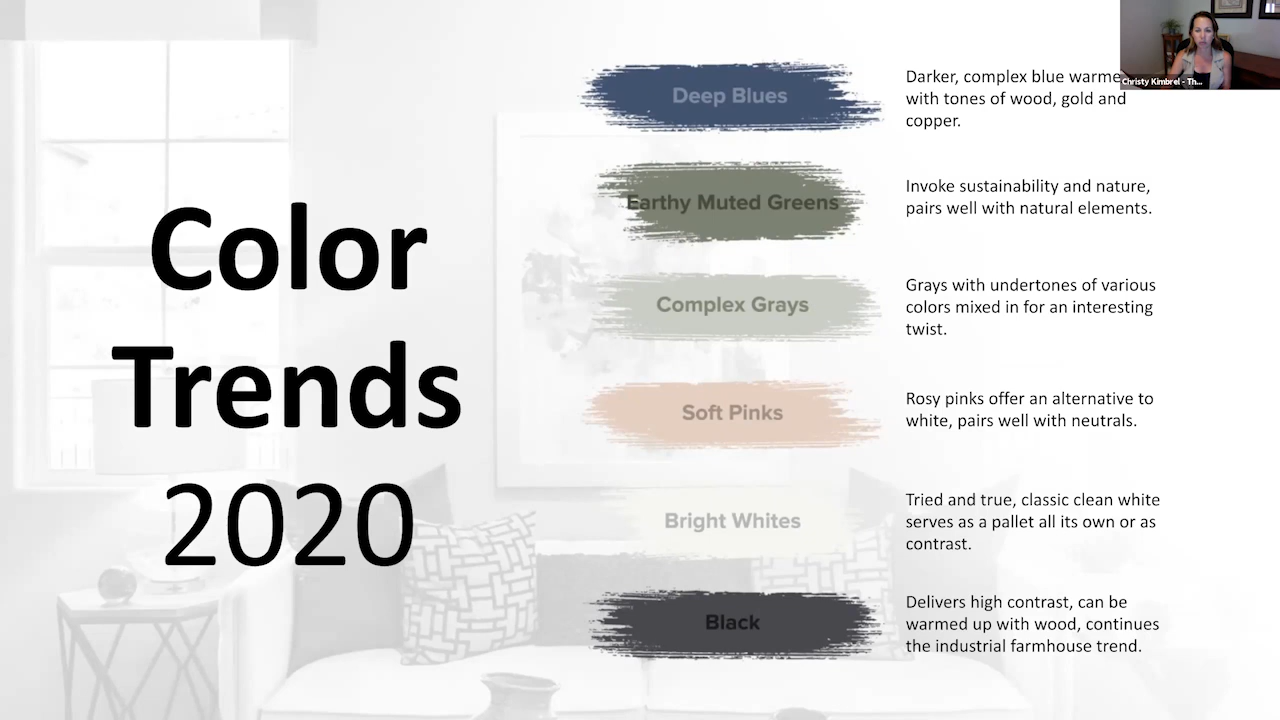 Color
Trends
2020
Deep Blues
Darker, complex blue warme
with tones of wood, gold and
copper.
Earthy Muted Greens
Invoke sustainability and nature,
pairs well with natural elements.
Complex Grays
Grays with undertones of various
colors mixed in for an interesting
twist.
Soft Pinks
Rosy pinks offer an alternative to
white, pairs well with neutrals.
Bright Whites
Tried and true, classic clean white
serves as a pallet all its own or as
contrast.
Black
Delivers high contrast, can be
warmed up with wood, continues
the industrial farmhouse trend.
Christy Kimbrel - Th...